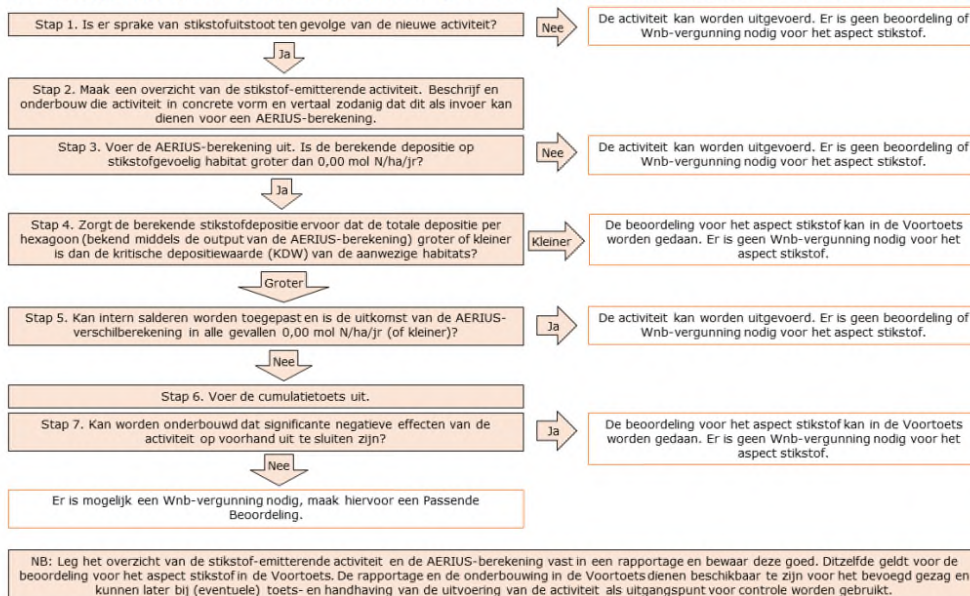 Stap 1. Is er sprake van stikstofuitstoot ten gevolge van de nieuwe activiteit?
Nee
De activiteit kan worden uitgevoerd. Er is geen beoordeling of
Wnb-vergunning nodig voor het aspect stikstof.
Ja
Stap 2. Maak een overzicht van de stikstof-emitterende activiteit. Beschrijf en
onderbouw die activiteit in concrete vorm en vertaal zodanig dat dit als invoer kan
dienen voor een AERIUS-berekening.
Stap 3. Voer de AERIUS-berekening uit. Is de berekende depositie op
stikstofgevoelig habitat groter dan 0,00 mol N/ha/jr?
Nee
De activiteit kan worden uitgevoerd. Er is geen beoordeling of
Wnb-vergunning nodig voor het aspect stikstof.
Ja
Stap 4. Zorgt de berekende stikstofdepositie ervoor dat de totale depositie per
hexagoon (bekend middels de output van de AERIUS-berekening) groter of kleiner
is dan de kritische depositiewaarde (KDW) van de aanwezige habitats?
Kleiner
De beoordeling voor het aspect stikstof kan in de Voortoets
worden gedaan. Er is geen Wnb-vergunning nodig voor het
aspect stikstof.
Groter
Stap 5. Kan intern salderen worden toegepast en is de uitkomst van de AERIUS-
verschilberekening in alle gevallen 0,00 mol N/ha/jr (of kleiner)?
Ja
De activiteit kan worden uitgevoerd. Er is geen beoordeling of
Wnb-vergunning nodig voor het aspect stikstof.
Nee
Stap 6. Voer de cumulatietoets uit.
Stap 7. Kan worden onderbouwd dat significante negatieve effecten van de
activiteit op voorhand uit te sluiten zijn?
Ja
De beoordeling voor het aspect stikstof kan in de Voortoets
worden gedaan. Er is geen Wnb-vergunning nodig voor het
aspect stikstof.
Nee
Er is mogelijk een Wnb-vergunning nodig, maak hiervoor een Passende
Beoordeling.
NB: Leg het overzicht van de stikstof-emitterende activiteit en de AERIUS-berekening vast in een rapportage en bewaar deze goed. Ditzelfde geldt voor de
beoordeling voor het aspect stikstof in de Voortoets. De rapportage en de onderbouwing in de Voortoets dienen beschikbaar te zijn voor het bevoegd gezag en
kunnen later bij (eventuele) toets- en handhaving van de uitvoering van de activiteit als uitgangspunt voor controle worden gebruikt.